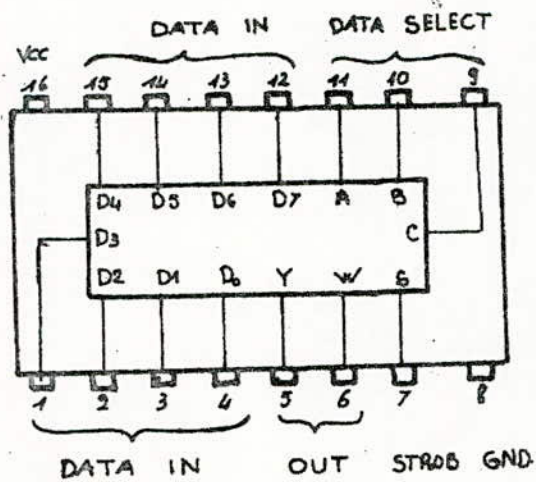 DATA IN DATA SELECT
Vcc
16 15 14 13 12 11 10 9
D4 D5 D6 D7 A B
D3 C
D2 D1 D0 Y W S
1 2 3 4 5 6 7 8
DATA IN OUT STROB GND